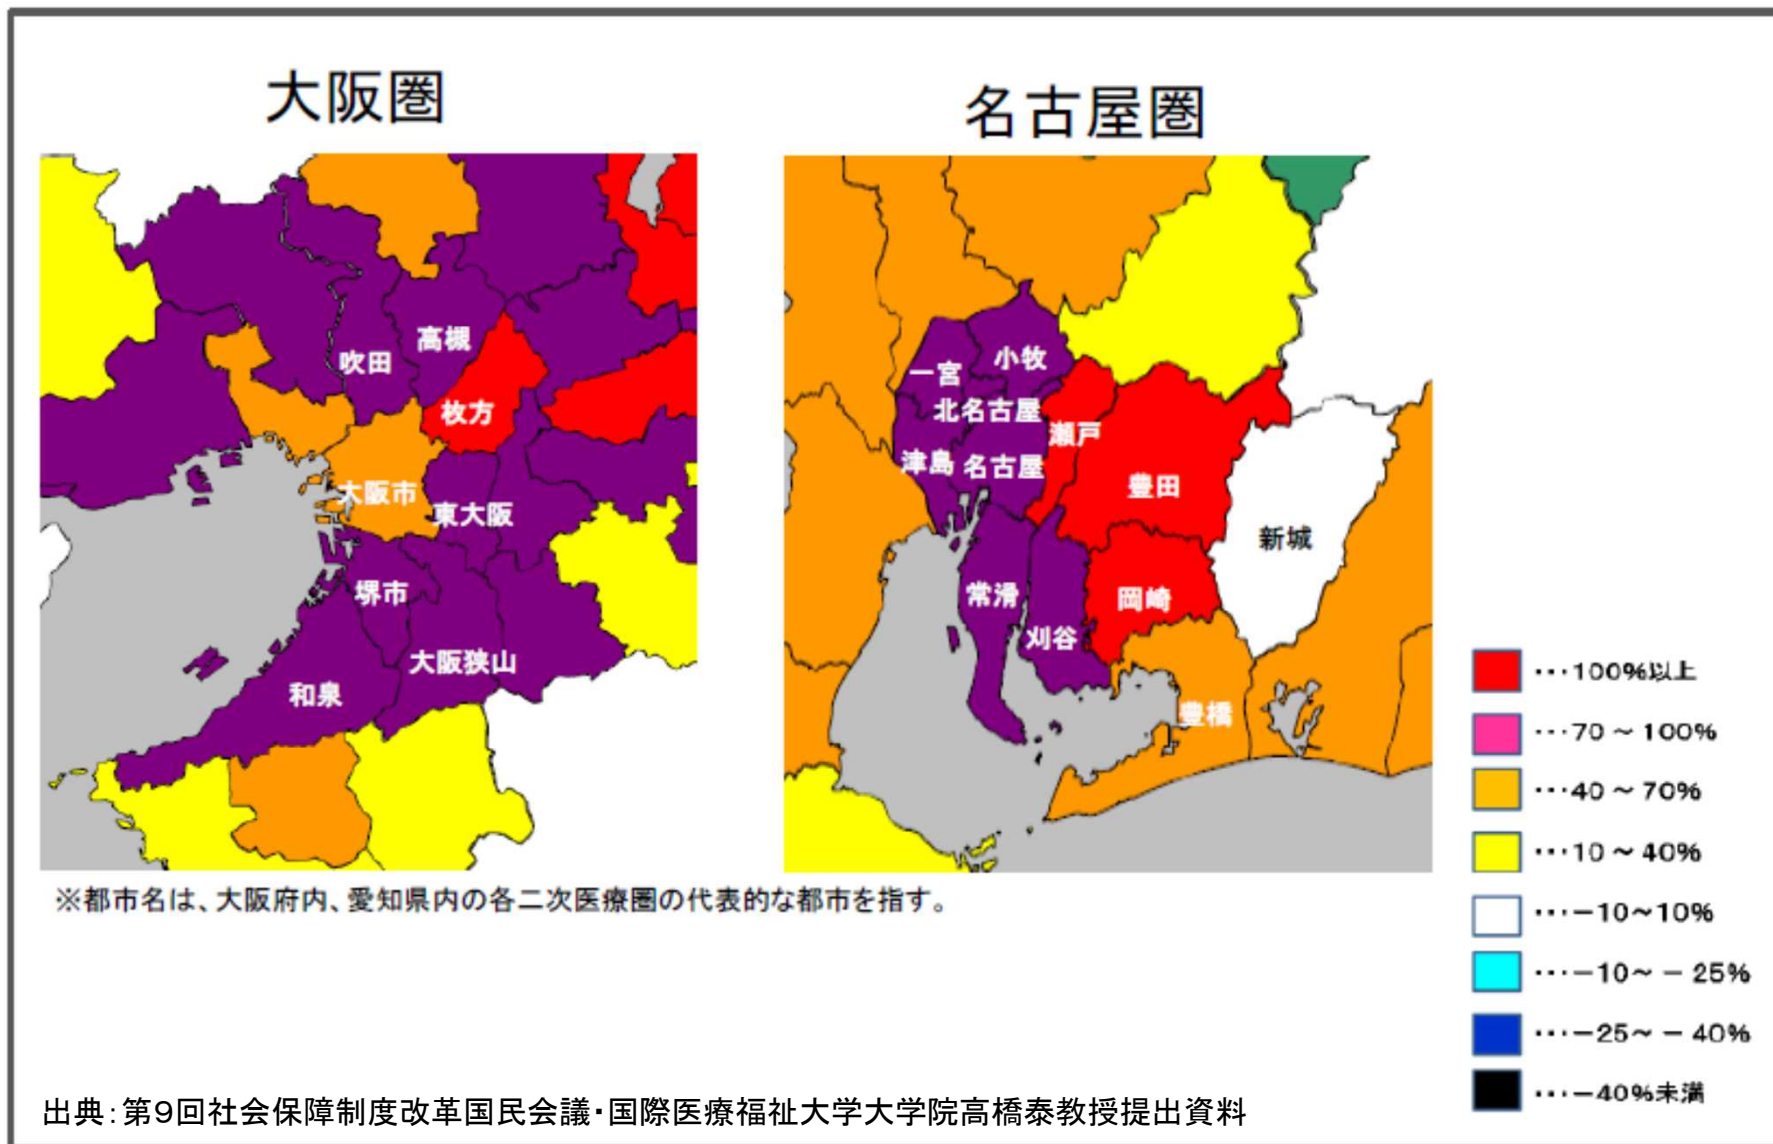 大阪圏
名古屋圏
高槻
吹田
枚方
大阪市
東大阪
堺市
大阪狭山
和泉
小牧
一宮
北名古屋
瀬戸
津島
名古屋
豊田
新城
常滑
岡崎
刈谷
豊橋
※都市名は、大阪府内、愛知県内の各二次医療圏の代表的な都市を指す。
…100%以上
…70～100%
…40～70%
…10～40%
…－10～10%
…－10～－25%
…－25～－40%
…－40%未満
出典：第9回社会保障制度改革国民会議・国際医療福祉大学大学院高橋泰教授提出資料